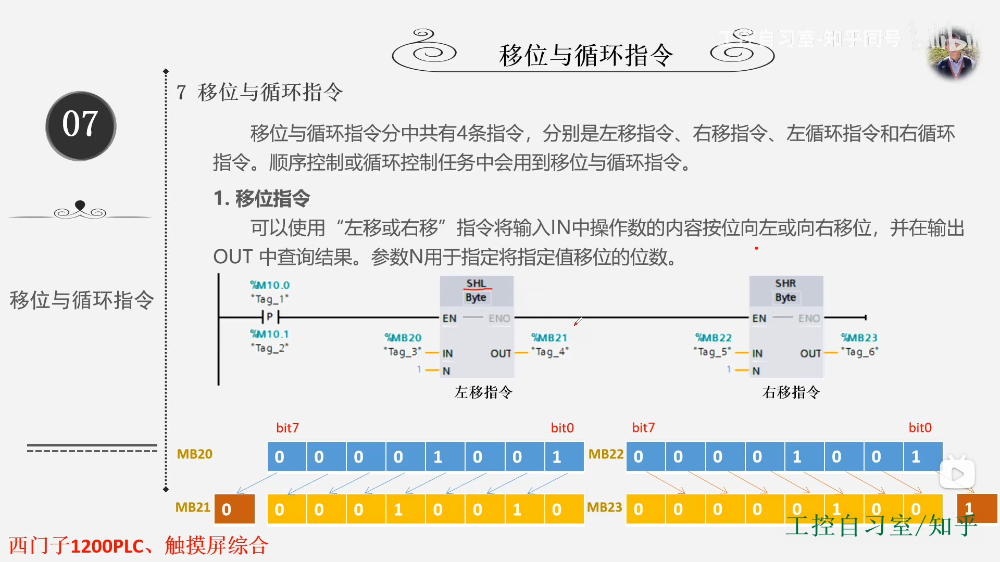 工控自习室-知乎同号
移位与循环指令
07
7 移位与循环指令
移位与循环指令分中共有4条指令，分别是左移指令、右移指令、左循环指令和右循环
指令。顺序控制或循环控制任务中会用到移位与循环指令。
1. 移位指令
可以使用“左移或右移”指令将输入IN中操作数的内容按位向左或向右移位，并在输出
OUT 中查询结果。参数N用于指定将指定值移位的位数。
移位与循环指令
%M10.0
"Tag_1"
P
%M10.1
"Tag_2"
SHL
Byte
EN ENO
%MB20 %MB21
"Tag_3" IN OUT "Tag_4"
1 N
左移指令
SHR
Byte
EN ENO
%MB22 %MB23
"Tag_5" IN OUT "Tag_6"
1 N
右移指令
bit7 bit0 bit7 bit0
MB20 0 0 0 0 1 0 0 1 MB22 0 0 0 0 1 0 0 1
MB21 0 0 0 0 1 0 0 1 0 MB23 0 0 0 0 0 1 0 0 1
工控自习室/知乎
西门子1200PLC、触摸屏综合